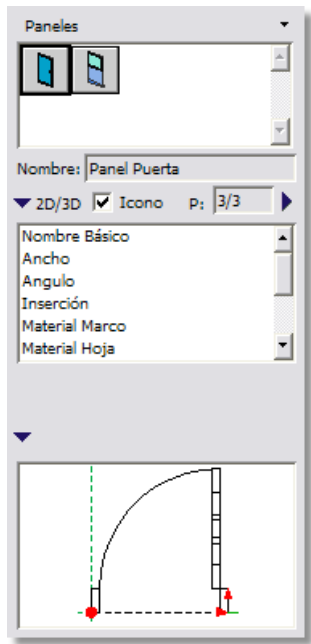 Paneles
Nombre: Panel Puerta
2D/3D Icono P: 3/3
Nombre Básico
Ancho
Angulo
Inserción
Material Marco
Material Hoja